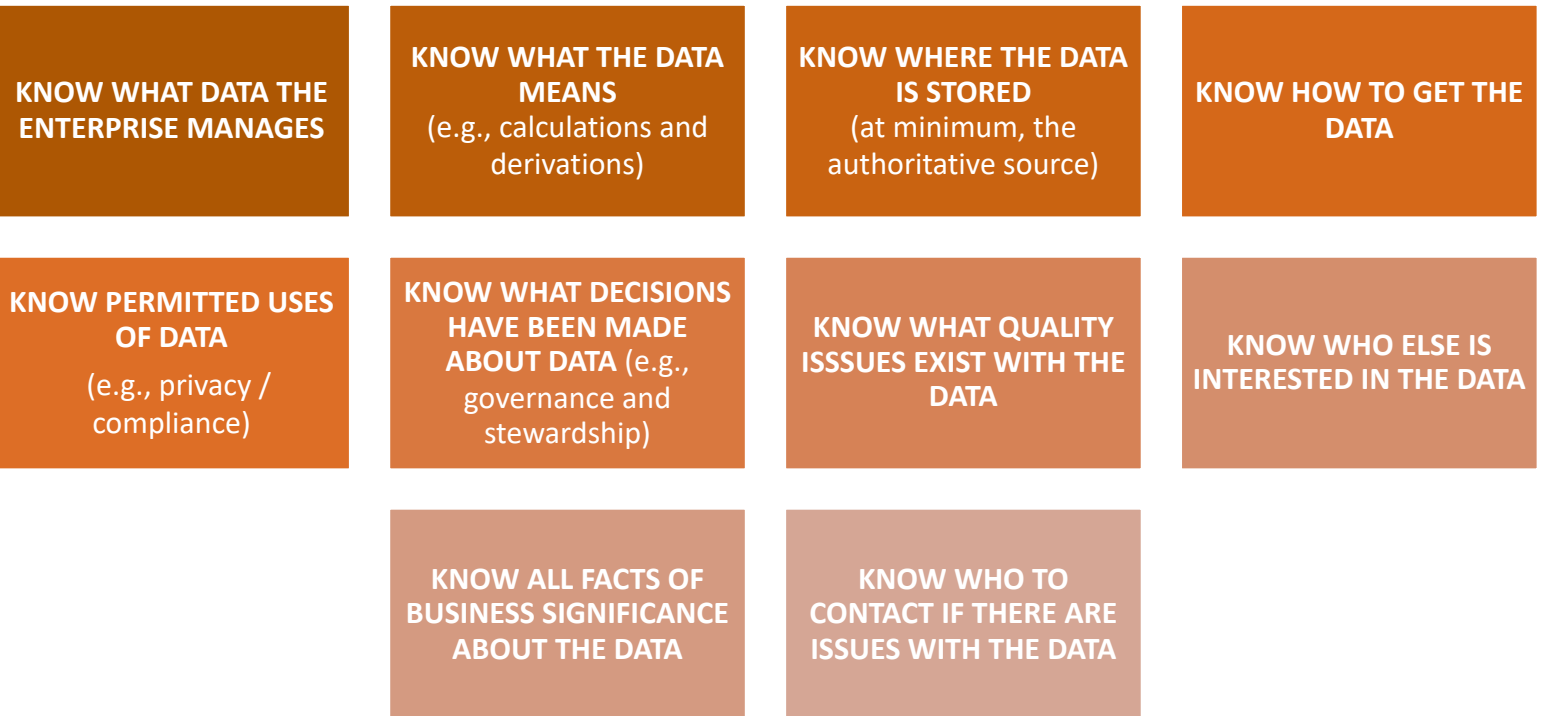 KNOW WHAT DATA THE
ENTERPRISE MANAGES
KNOW WHAT THE DATA
MEANS
(e.g., calculations and
derivations)
KNOW WHERE THE DATA
IS STORED
(at minimum, the
authoritative source)
KNOW HOW TO GET THE
DATA
KNOW PERMITTED USES
OF DATA
(e.g., privacy /
compliance)
KNOW WHAT DECISIONS
HAVE BEEN MADE
ABOUT DATA (e.g.,
governance and
stewardship)
KNOW WHAT QUALITY
ISSSUES EXIST WITH THE
DATA
KNOW WHO ELSE IS
INTERESTED IN THE DATA
KNOW ALL FACTS OF
BUSINESS SIGNIFICANCE
ABOUT THE DATA
KNOW WHO TO
CONTACT IF THERE ARE
ISSUES WITH THE DATA